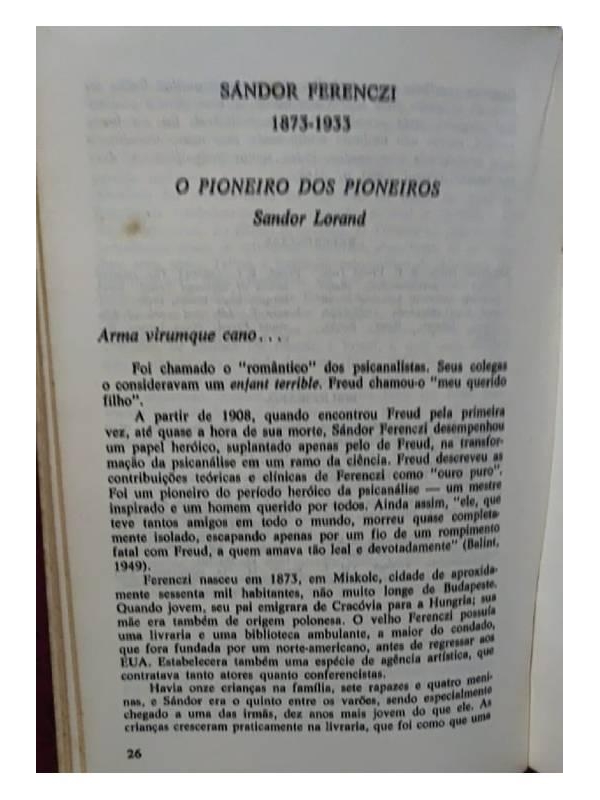 SÁNDOR FERENCZI
1873-1933
O PIONEIRO DOS PIONEIROS
Sandor Lorand
Arma virumque cano...
Foi chamado o "romântico" dos psicanalistas. Seus colegas
o consideravam um enfant terrible. Freud chamou-o "meu querido
filho".
A partir de 1908, quando encontrou Freud pela primeira
vez, até quase a hora de sua morte, Sándor Ferenczi desempenhou
um papel heróico, suplantado apenas pelo de Freud, na transfor-
mação da psicanálise em um ramo da ciência. Freud descreveu as
contribuições teóricas e clínicas de Ferenczi como "ouro puro".
Foi um pioneiro do período heróico da psicanálise — um mestre
inspirado e um homem querido por todos. Ainda assim, "ele, que
teve tantos amigos em todo o mundo, morreu quase completa-
mente isolado, escapando apenas por um fio de um rompimento
fatal com Freud, a quem amava tão leal e devotadamente" (Balint,
1949).
Ferenczi nasceu em 1873, em Miskolc, cidade de aproxida-
mente sessenta mil habitantes, não muito longe de Budapeste.
Quando jovem, seu pai emigrara de Cracóvia para a Hungria; sua
mãe era também de origem polonesa. O velho Ferenczi possuía
uma livraria e uma biblioteca ambulante, a maior do condado,
que fora fundada por um norte-americano, antes de regressar aos
EUA. Estabelecera também uma espécie de agência artística, que
contratava tanto atores quanto conferencistas.
Havia onze crianças na família, sete rapazes e quatro meni-
nas, e Sándor era o quinto entre os varões, sendo especialmente
chegado a uma das irmãs, dez anos mais jovem do que ele. As
crianças cresceram praticamente na livraria, que foi como que uma
26